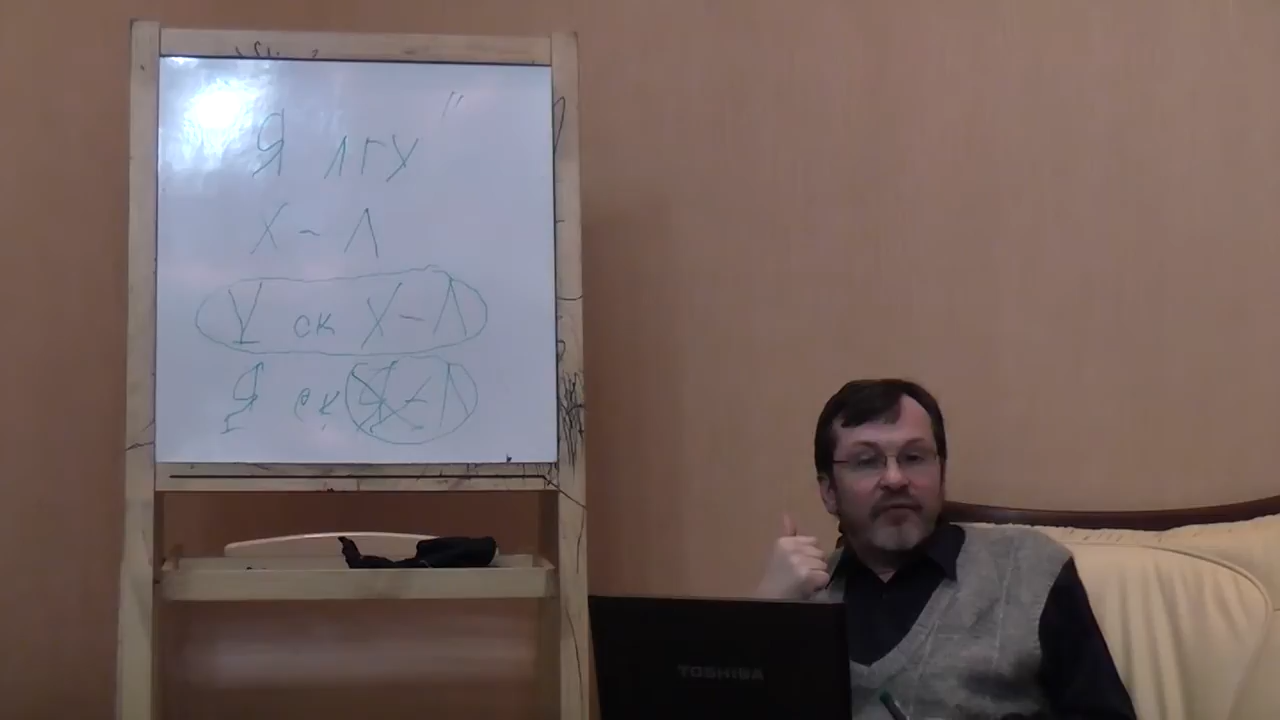 Я лгу "
Х – Л
У ск Х – Л
Я ск Я – Л
TOSHIBA